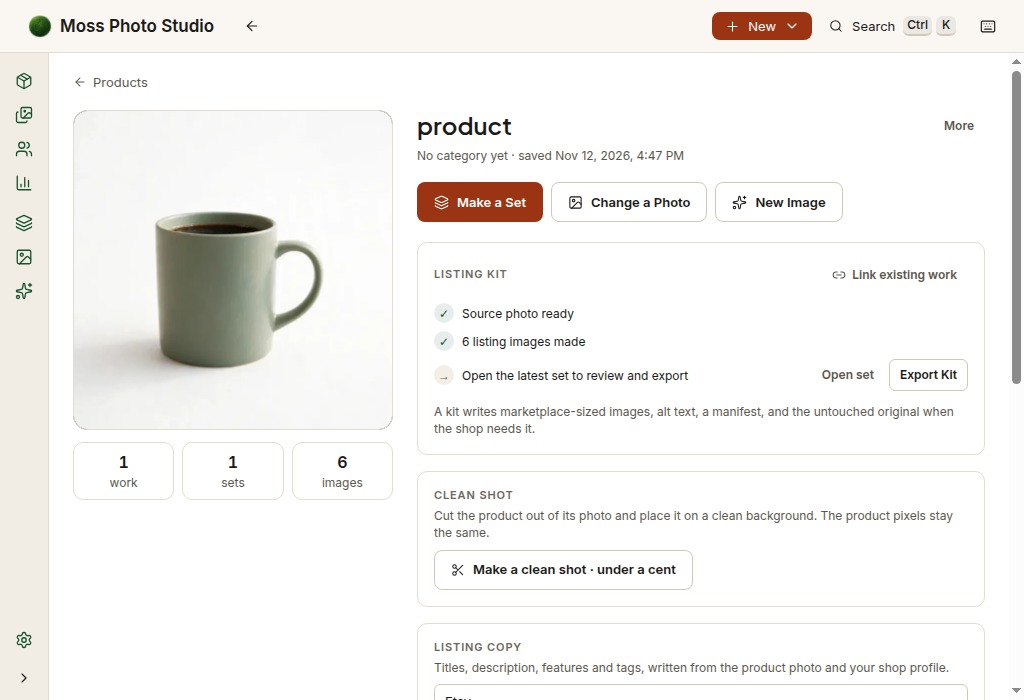 Moss Photo Studio
New
Search Ctrl K
Products
product
More
No category yet · saved Nov 12, 2026, 4:47 PM
Make a Set
Change a Photo
New Image
LISTING KIT
Link existing work
Source photo ready
6 listing images made
Open the latest set to review and export
Open set
Export Kit
A kit writes marketplace-sized images, alt text, a manifest, and the untouched original when
the shop needs it.
1
work
1
sets
6
images
CLEAN SHOT
Cut the product out of its photo and place it on a clean background. The product pixels stay
the same.
Make a clean shot · under a cent
LISTING COPY
Titles, description, features and tags, written from the product photo and your shop profile.